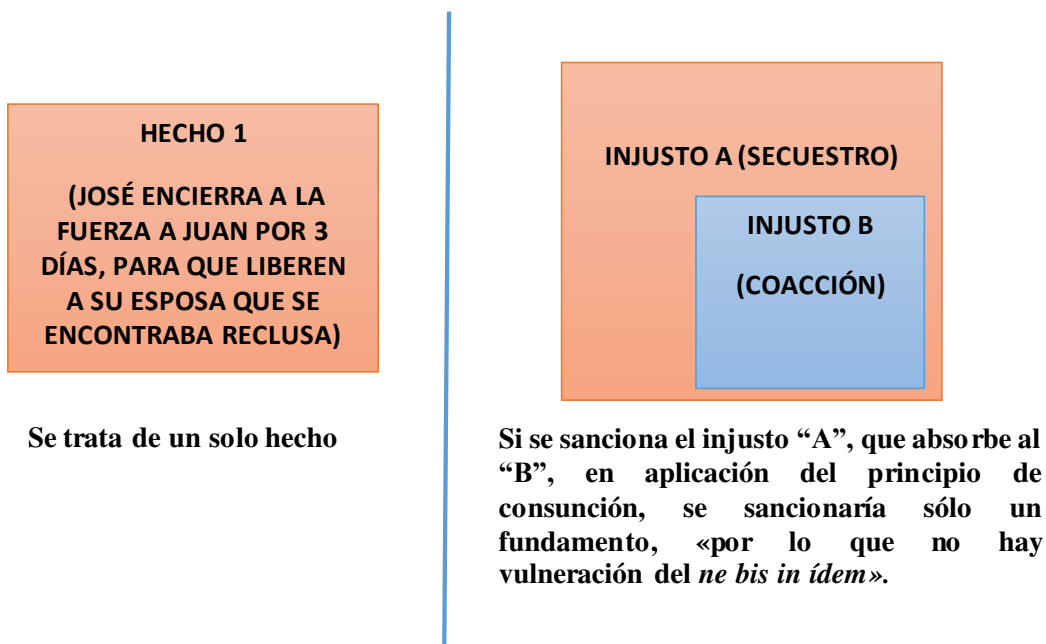 HECHO 1
(JOSÉ ENCIERRA A LA
FUERZA A JUAN POR 3
DÍAS, PARA QUE LIBEREN
A SU ESPOSA QUE SE
ENCONTRABA RECLUSA)
Se trata de un solo hecho
INJUSTO A (SECUESTRO)
INJUSTO B
(COACCIÓN)
Si se sanciona el injusto “A”, que absorbe al
“B”, en aplicación del principio de
consunción, se sancionaría sólo un
fundamento, «por lo que no hay
vulneración del ne bis in ídem».